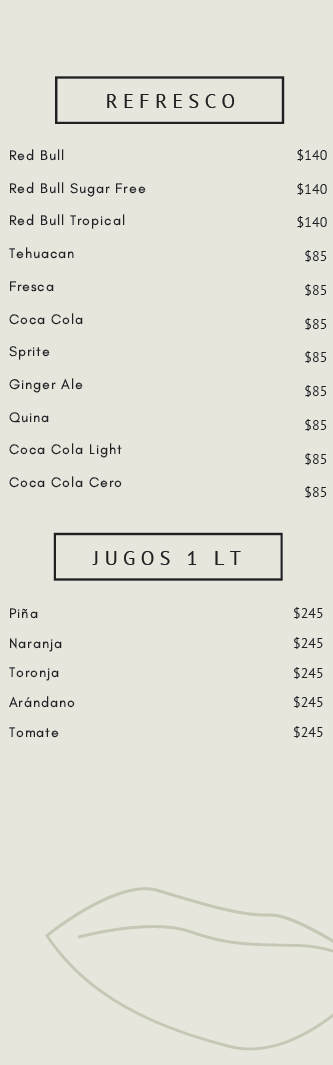 REFRESCO
Red Bull $140
Red Bull Sugar Free $140
Red Bull Tropical $140
Tehuacan $85
Fresca $85
Coca Cola $85
Sprite $85
Ginger Ale $85
Quina $85
Coca Cola Light $85
Coca Cola Cero $85
JUGOS 1 LT
Piña $245
Naranja $245
Toronja $245
Arándano $245
Tomate $245